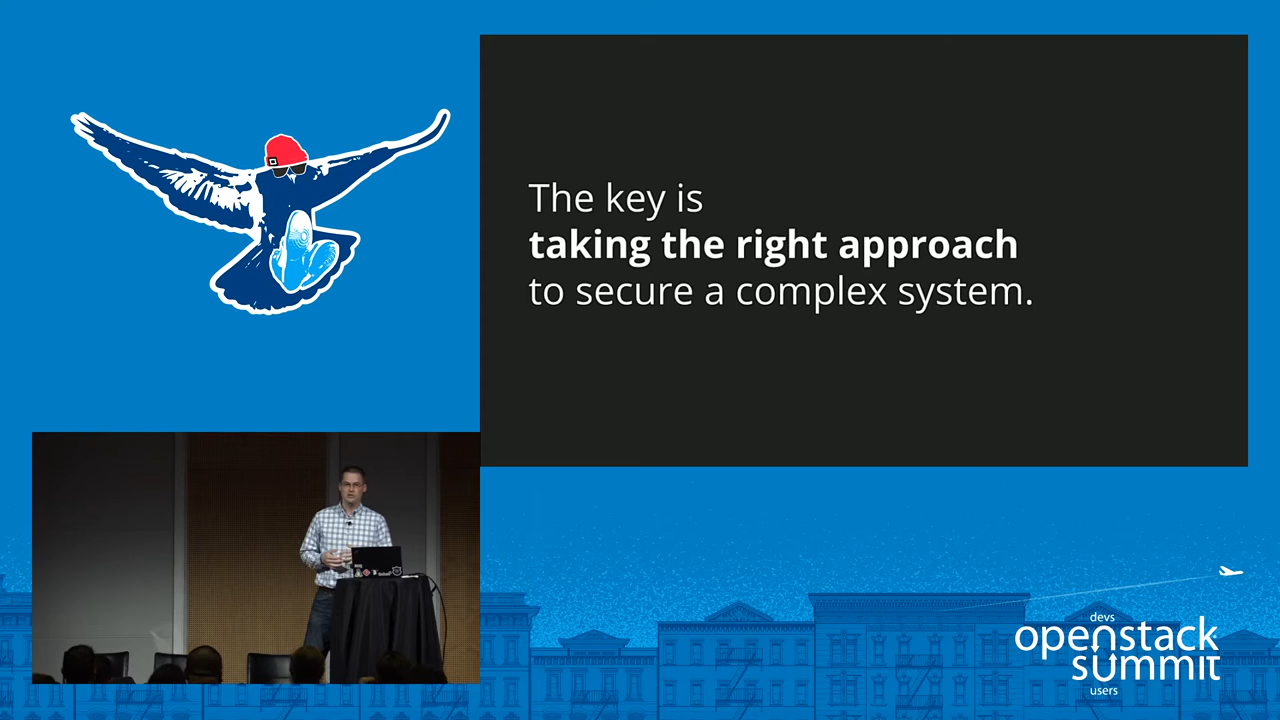 The key is
taking the right approach
to secure a complex system.
devs
openstack
summit
users